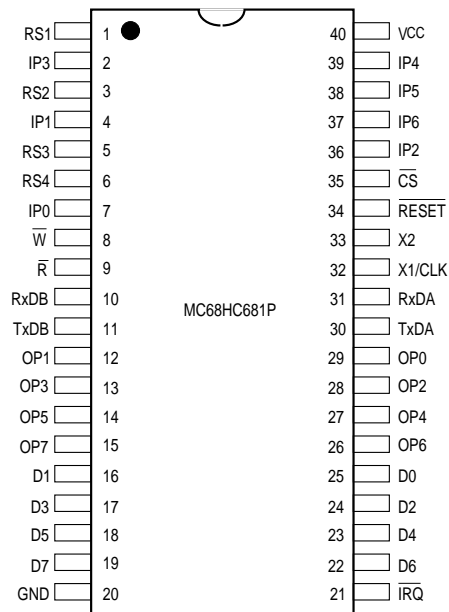 RS1 1 40 VCC
IP3 2 39 IP4
RS2 3 38 IP5
IP1 4 37 IP6
RS3 5 36 IP2
RS4 6 35 C̅S̅
IP0 7 34 R̅E̅S̅E̅T̅
W̅ 8 33 X2
R̅ 9 32 X1/CLK
RxDB 10 31 RxDA
MC68HC681P
TxDB 11 30 TxDA
OP1 12 29 OP0
OP3 13 28 OP2
OP5 14 27 OP4
OP7 15 26 OP6
D1 16 25 D0
D3 17 24 D2
D5 18 23 D4
D7 19 22 D6
GND 20 21 I̅R̅Q̅